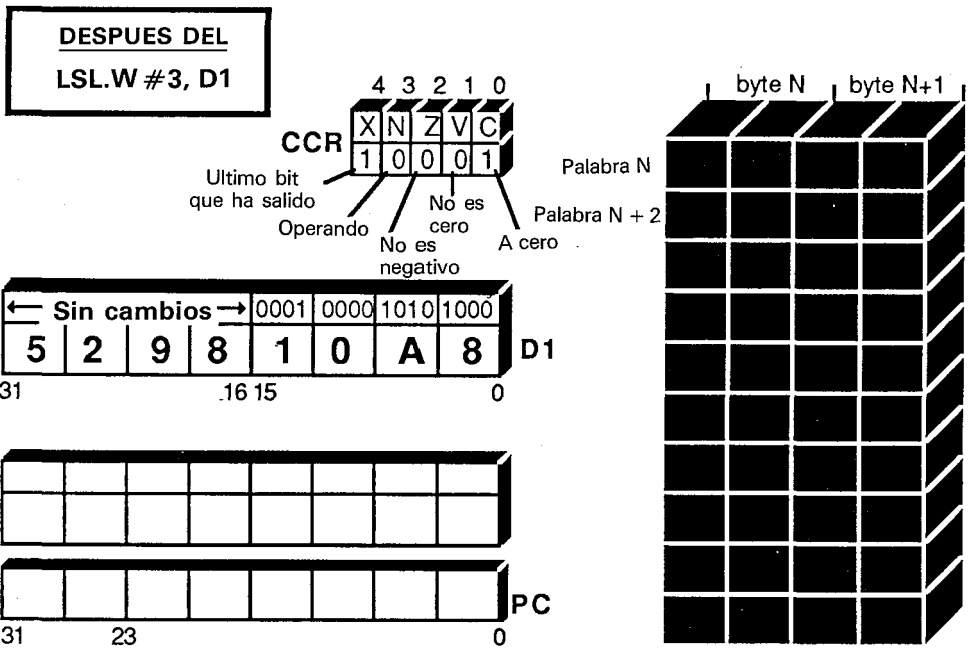 DESPUES DEL
LSL.W #3, D1
4 3 2 1 0
X N Z V C
CCR
1 0 0 0 1
Ultimo bit
que ha salido
Operando
No es
negativo
No es
cero
A cero
byte N byte N+1
Palabra N
Palabra N + 2
← Sin cambios → 0001 0000 1010 1000
5 2 9 8 1 0 A 8 D1
31 16 15 0
PC
31 23 0